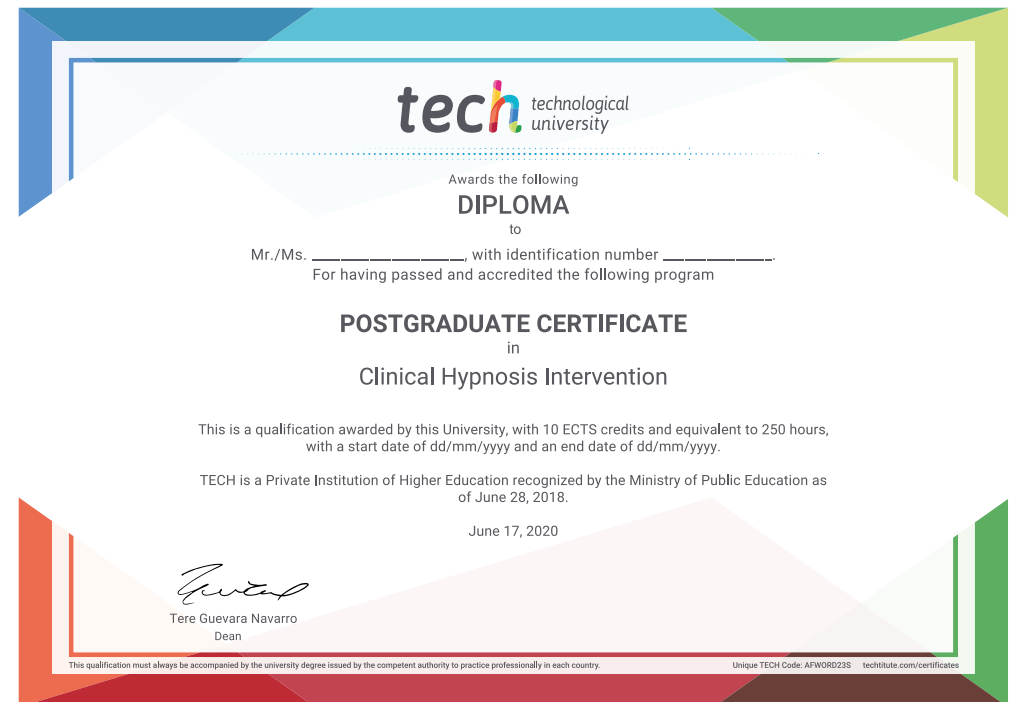 tech technological
university
Awards the following
DIPLOMA
to
Mr./Ms. ________________, with identification number ____________.
For having passed and accredited the following program
POSTGRADUATE CERTIFICATE
in
Clinical Hypnosis Intervention
This is a qualification awarded by this University, with 10 ECTS credits and equivalent to 250 hours,
with a start date of dd/mm/yyyy and an end date of dd/mm/yyyy.
TECH is a Private Institution of Higher Education recognized by the Ministry of Public Education as
of June 28, 2018.
June 17, 2020
Tere Guevara Navarro
Dean
This qualification must always be accompanied by the university degree issued by the competent authority to practice professionally in each country.
Unique TECH Code: AFWORD23S techtitute.com/certificates